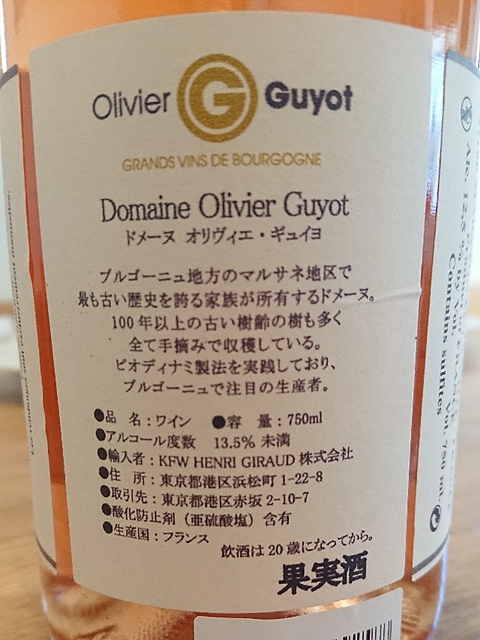 Olivier G Guyot
GRANDS VINS DE BOURGOGNE
Domaine Olivier Guyot
ドメーヌ オリヴィエ・ギュイヨ
ブルゴーニュ地方のマルサネ地区で
最も古い歴史を誇る家族が所有するドメーヌ。
100年以上の古い樹齢の樹も多く
全て手摘みで収穫している。
ビオディナミ製法を実践しており、
ブルゴーニュで注目の生産者。
●品 名：ワイン ●容 量：750ml
●アルコール度数 13.5% 未満
●輸入者：KFW HENRI GIRAUD 株式会社
●住 所：東京都港区浜松町1-22-8
●取引先：東京都港区赤坂2-10-7
●酸化防止剤（亜硫酸塩）含有
●生産国：フランス
飲酒は20歳になってから。
果実酒
Alc. 12,5 % By Vol.
Vol. 750 ml.
Contains sulfites